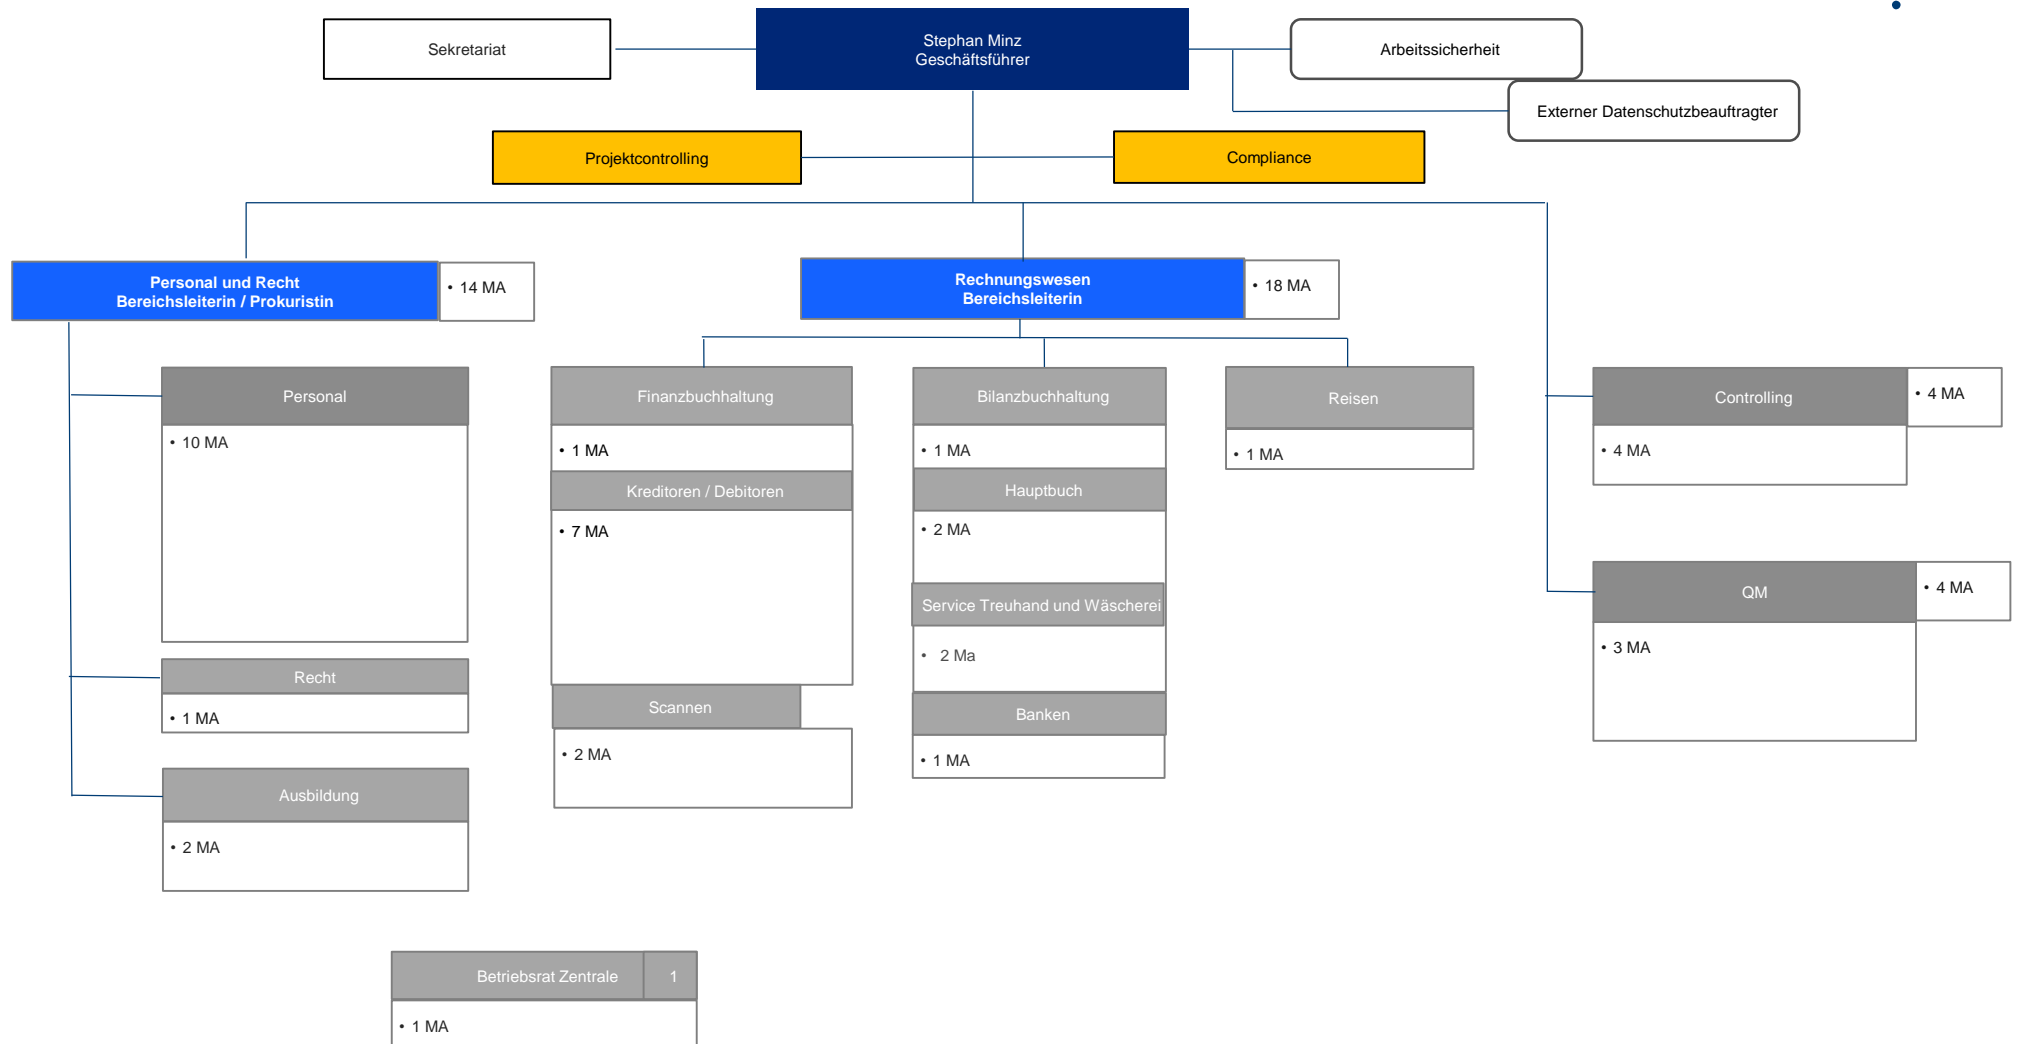 Sekretariat
Stephan Minz
Geschäftsführer
Arbeitssicherheit
Externer Datenschutzbeauftragter
Projektcontrolling
Compliance
Personal und Recht
Bereichsleiterin / Prokuristin
• 14 MA
Rechnungswesen
Bereichsleiterin
• 18 MA
Personal
• 10 MA
Recht
• 1 MA
Ausbildung
• 2 MA
Finanzbuchhaltung
• 1 MA
Kreditoren / Debitoren
• 7 MA
Scannen
• 2 MA
Bilanzbuchhaltung
• 1 MA
Hauptbuch
• 2 MA
Service Treuhand und Wäscherei
• 2 Ma
Banken
• 1 MA
Reisen
• 1 MA
Controlling
• 4 MA
• 4 MA
QM
• 4 MA
• 3 MA
Betriebsrat Zentrale
1
• 1 MA